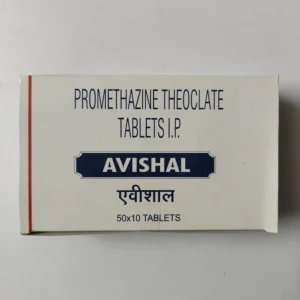 PROMETHAZINE THEOCLATE
TABLETS I.P.
AVISHAL
एवीशाल
50x10 TABLETS